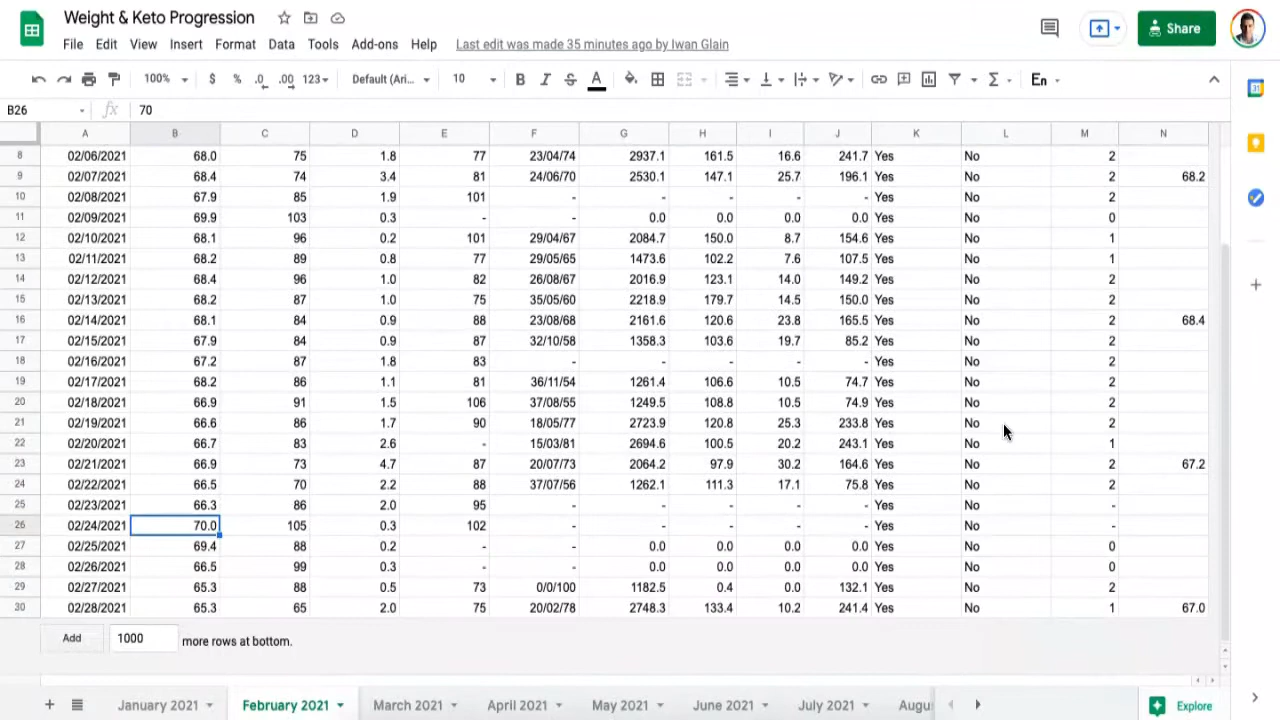 Weight & Keto Progression
File Edit View Insert Format Data Tools Add-ons Help Last edit was made 35 minutes ago by Iwan Glain
Share
100% $ % .0 .00 123 Default (Ari... 10 B I S A En
B26 fx 70
A B C D E F G H I J K L M N
8 02/06/2021 68.0 75 1.8 77 23/04/74 2937.1 161.5 16.6 241.7 Yes No 2
9 02/07/2021 68.4 74 3.4 81 24/06/70 2530.1 147.1 25.7 196.1 Yes No 2 68.2
10 02/08/2021 67.9 85 1.9 101 - - - - - Yes No 2
11 02/09/2021 69.9 103 0.3 - - 0.0 0.0 0.0 0.0 Yes No 0
12 02/10/2021 68.1 96 0.2 101 29/04/67 2084.7 150.0 8.7 154.6 Yes No 1
13 02/11/2021 68.2 89 0.8 77 29/05/65 1473.6 102.2 7.6 107.5 Yes No 1
14 02/12/2021 68.4 96 1.0 82 26/08/67 2016.9 123.1 14.0 149.2 Yes No 2
15 02/13/2021 68.2 87 1.0 75 35/05/60 2218.9 179.7 14.5 150.0 Yes No 2
16 02/14/2021 68.1 84 0.9 88 23/08/68 2161.6 120.6 23.8 165.5 Yes No 2 68.4
17 02/15/2021 67.9 84 0.9 87 32/10/58 1358.3 103.6 19.7 85.2 Yes No 2
18 02/16/2021 67.2 87 1.8 83 - - - - - Yes No 2
19 02/17/2021 68.2 86 1.1 81 36/11/54 1261.4 106.6 10.5 74.7 Yes No 2
20 02/18/2021 66.9 91 1.5 106 37/08/55 1249.5 108.8 10.5 74.9 Yes No 2
21 02/19/2021 66.6 86 1.7 90 18/05/77 2723.9 120.8 25.3 233.8 Yes No 2
22 02/20/2021 66.7 83 2.6 - 15/03/81 2694.6 100.5 20.2 243.1 Yes No 1
23 02/21/2021 66.9 73 4.7 87 20/07/73 2064.2 97.9 30.2 164.6 Yes No 2 67.2
24 02/22/2021 66.5 70 2.2 88 37/07/56 1262.1 111.3 17.1 75.8 Yes No 2
25 02/23/2021 66.3 86 2.0 95 - - - - - Yes No -
26 02/24/2021 70.0 105 0.3 102 - - - - - Yes No -
27 02/25/2021 69.4 88 0.2 - - 0.0 0.0 0.0 0.0 Yes No 0
28 02/26/2021 66.5 99 0.3 - - 0.0 0.0 0.0 0.0 Yes No 0
29 02/27/2021 65.3 88 0.5 73 0/0/100 1182.5 0.4 0.0 132.1 Yes No 2
30 02/28/2021 65.3 65 2.0 75 20/02/78 2748.3 133.4 10.2 241.4 Yes No 1 67.0
Add 1000 more rows at bottom.
January 2021 February 2021 March 2021 April 2021 May 2021 June 2021 July 2021 Augu Explore